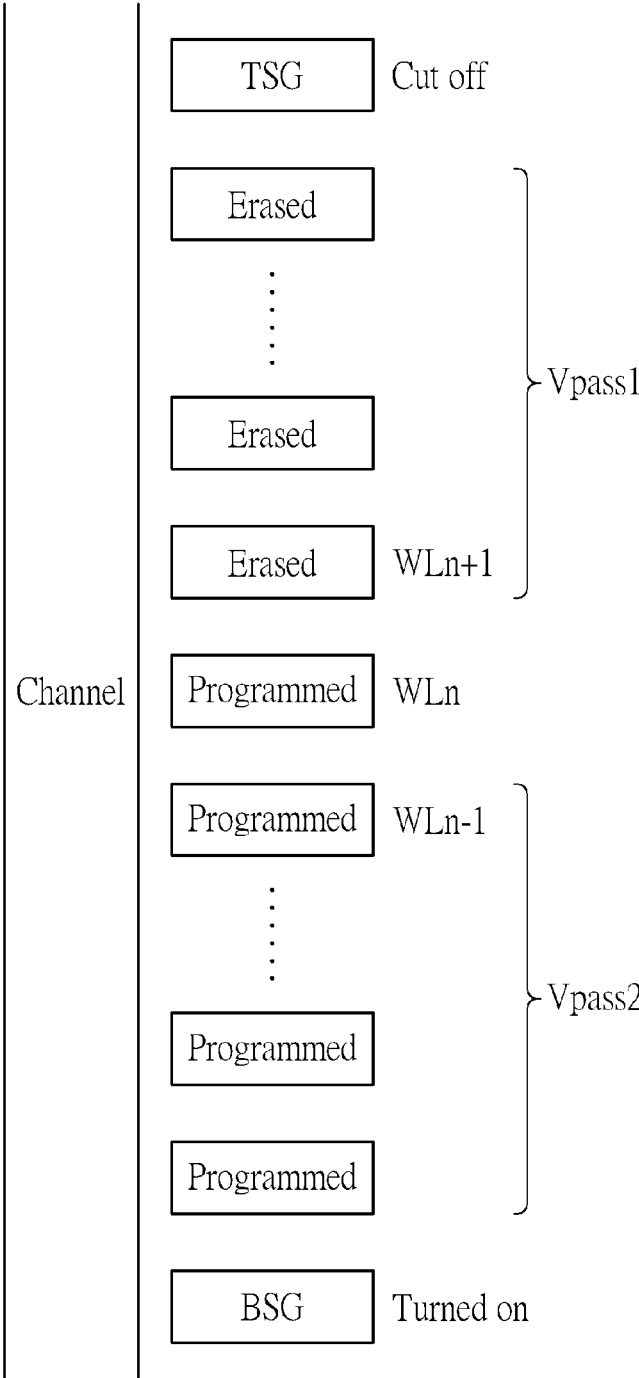 TSG Cut off
Erased
Erased
Vpass1
Erased WLn+1
Channel
Programmed WLn
Programmed WLn-1
Programmed
Vpass2
Programmed
BSG Turned on